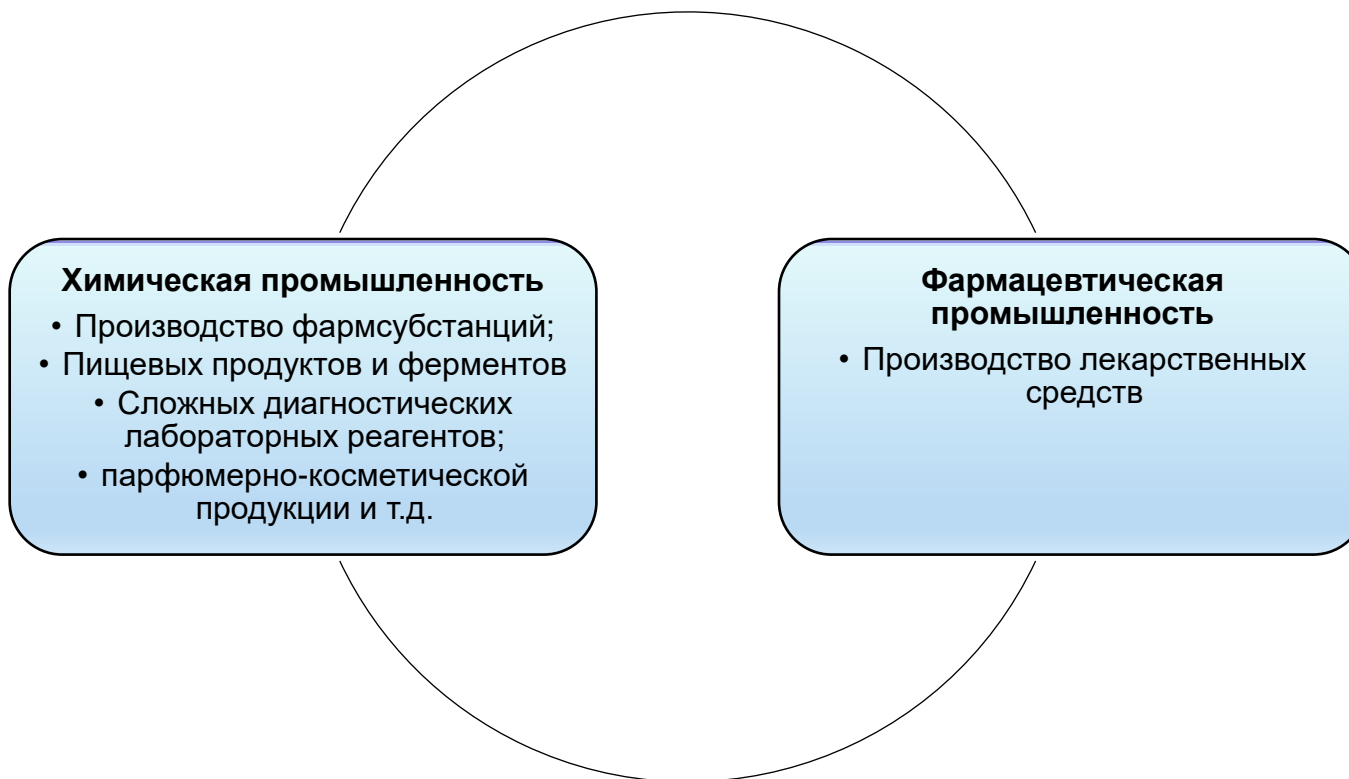 Химическая промышленность
• Производство фармсубстанций;
• Пищевых продуктов и ферментов
• Сложных диагностических
лабораторных реагентов;
• парфюмерно-косметической
продукции и т.д.
Фармацевтическая
промышленность
• Производство лекарственных
средств